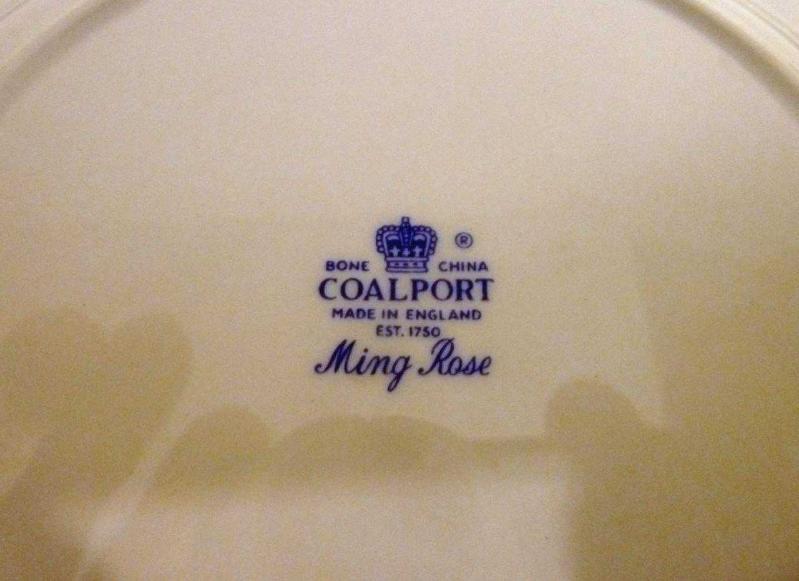 ®
BONE CHINA
COALPORT
MADE IN ENGLAND
EST. 1750
Ming Rose